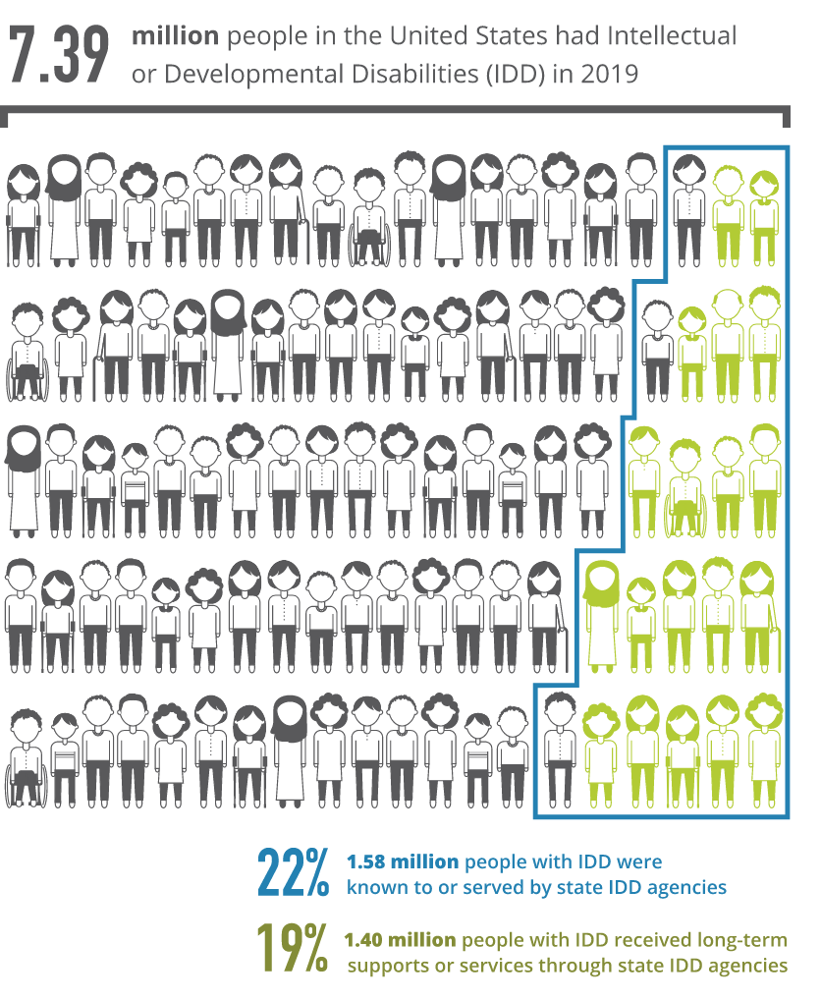 7.39 million people in the United States had Intellectual
or Developmental Disabilities (IDD) in 2019
22% 1.58 million people with IDD were
known to or served by state IDD agencies
19% 1.40 million people with IDD received long-term
supports or services through state IDD agencies